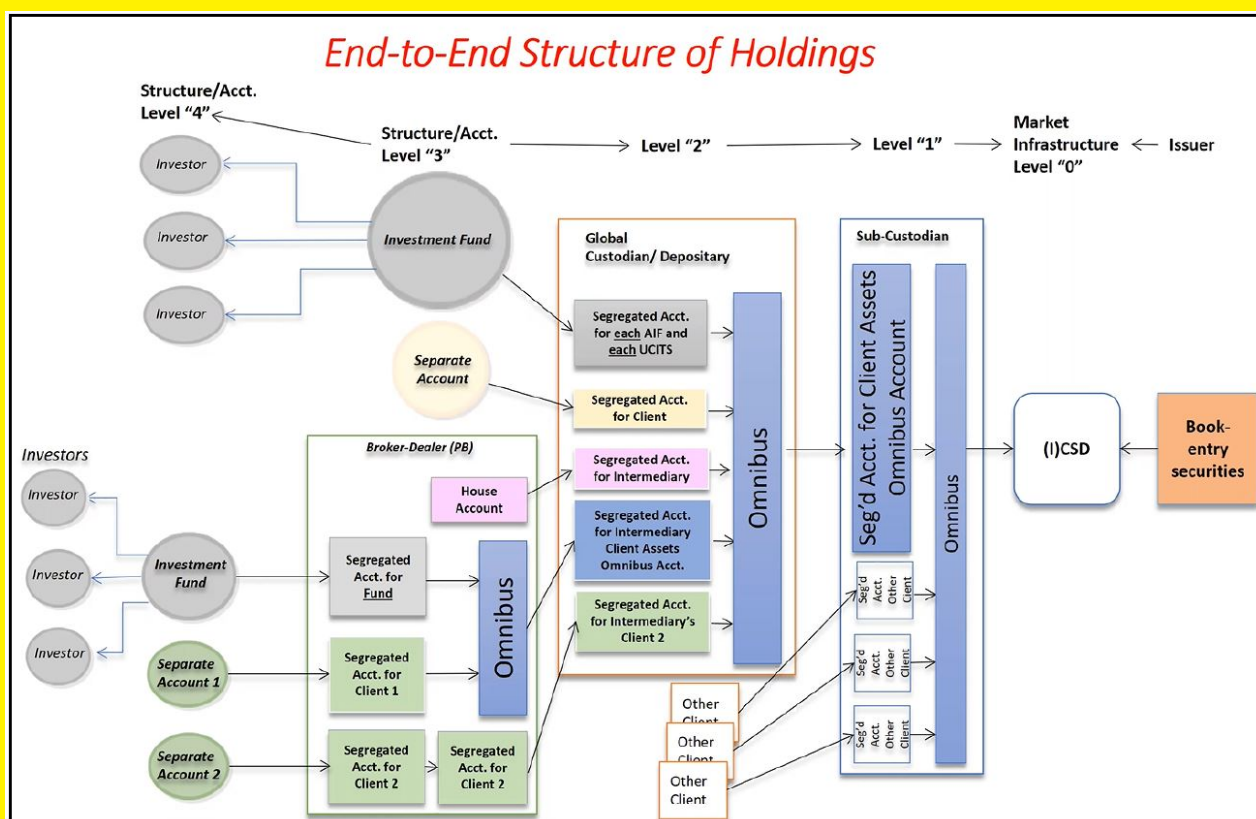 End-to-End Structure of Holdings
Structure/Acct.
Level “4”
Structure/Acct.
Level “3”
Level “2”
Level “1”
Market
Infrastructure
Level “0”
Issuer
Investor
Investor
Investor
Investment Fund
Separate
Account
Global
Custodian/ Depositary
Segregated Acct.
for each AIF and
each UCITS
Segregated Acct.
for Client
Segregated Acct.
for Intermediary
Segregated Acct.
for Intermediary
Client Assets
Omnibus Acct.
Segregated Acct.
for Intermediary's
Client 2
Omnibus
Sub-Custodian
Seg'd Acct. for Client Assets
Omnibus Account
Seg'd
Acct.
Other
Client
Seg'd
Acct.
Other
Client
Seg'd
Acct.
Other
Client
Omnibus
(I)CSD
Book-
entry
securities
Investors
Investor
Investor
Investor
Investment
Fund
Separate
Account 1
Separate
Account 2
Broker-Dealer (PB)
House
Account
Segregated
Acct. for
Fund
Segregated
Acct. for
Client 1
Segregated
Acct. for
Client 2
Segregated
Acct. for
Client 2
Omnibus
Other
Client
Other
Client
Other
Client